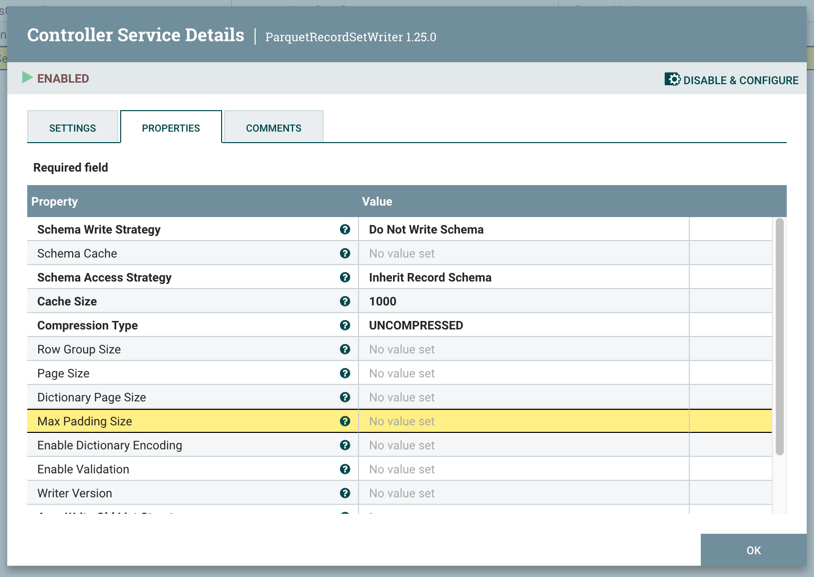 Controller Service Details | ParquetRecordSetWriter 1.25.0
ENABLED
DISABLE & CONFIGURE
SETTINGS PROPERTIES COMMENTS
Required field
Property Value
Schema Write Strategy ? Do Not Write Schema
Schema Cache ? No value set
Schema Access Strategy ? Inherit Record Schema
Cache Size ? 1000
Compression Type ? UNCOMPRESSED
Row Group Size ? No value set
Page Size ? No value set
Dictionary Page Size ? No value set
Max Padding Size ? No value set
Enable Dictionary Encoding ? No value set
Enable Validation ? No value set
Writer Version ? No value set
OK